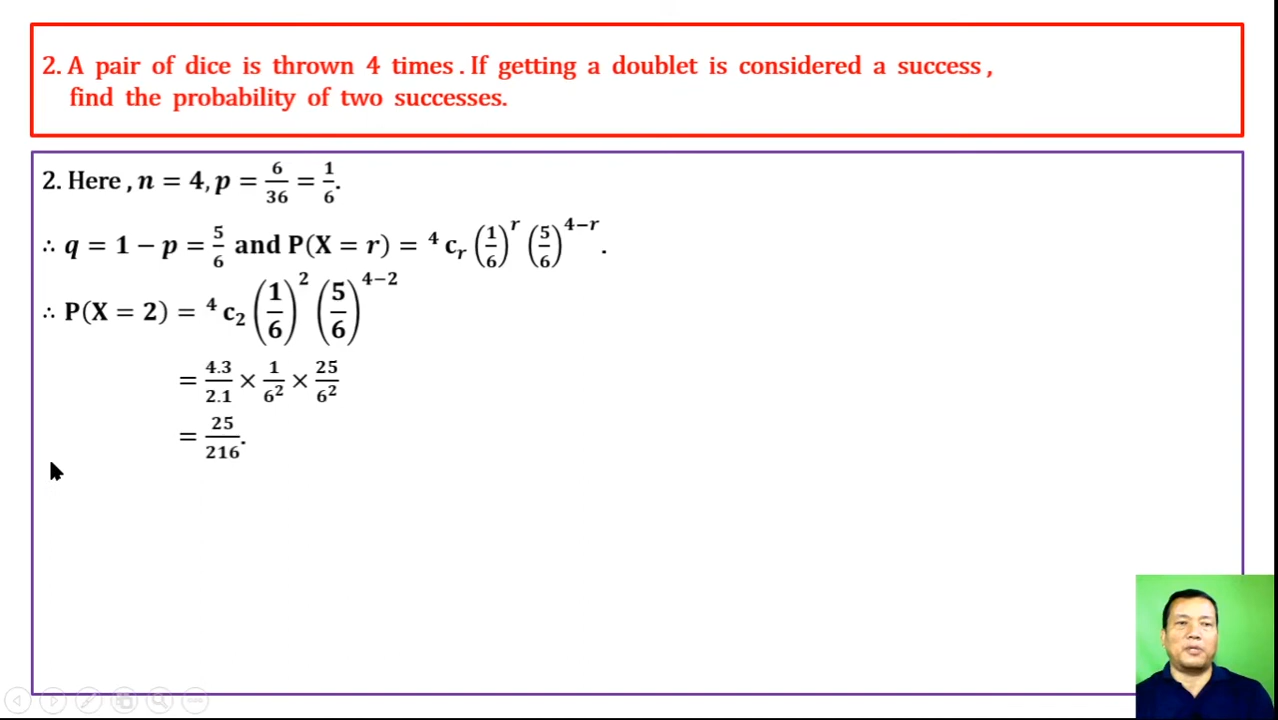 2. A pair of dice is thrown 4 times . If getting a doublet is considered a success ,
find the probability of two successes.
2. Here , n = 4, p = 6/36 = 1/6.
∴ q = 1 − p = 5/6 and P(X = r) = ⁴cᵣ (1/6)^r (5/6)^(4−r) .
∴ P(X = 2) = ⁴c₂ (1/6)^2 (5/6)^(4−2)
= 4.3/2.1 × 1/6² × 25/6²
= 25/216.